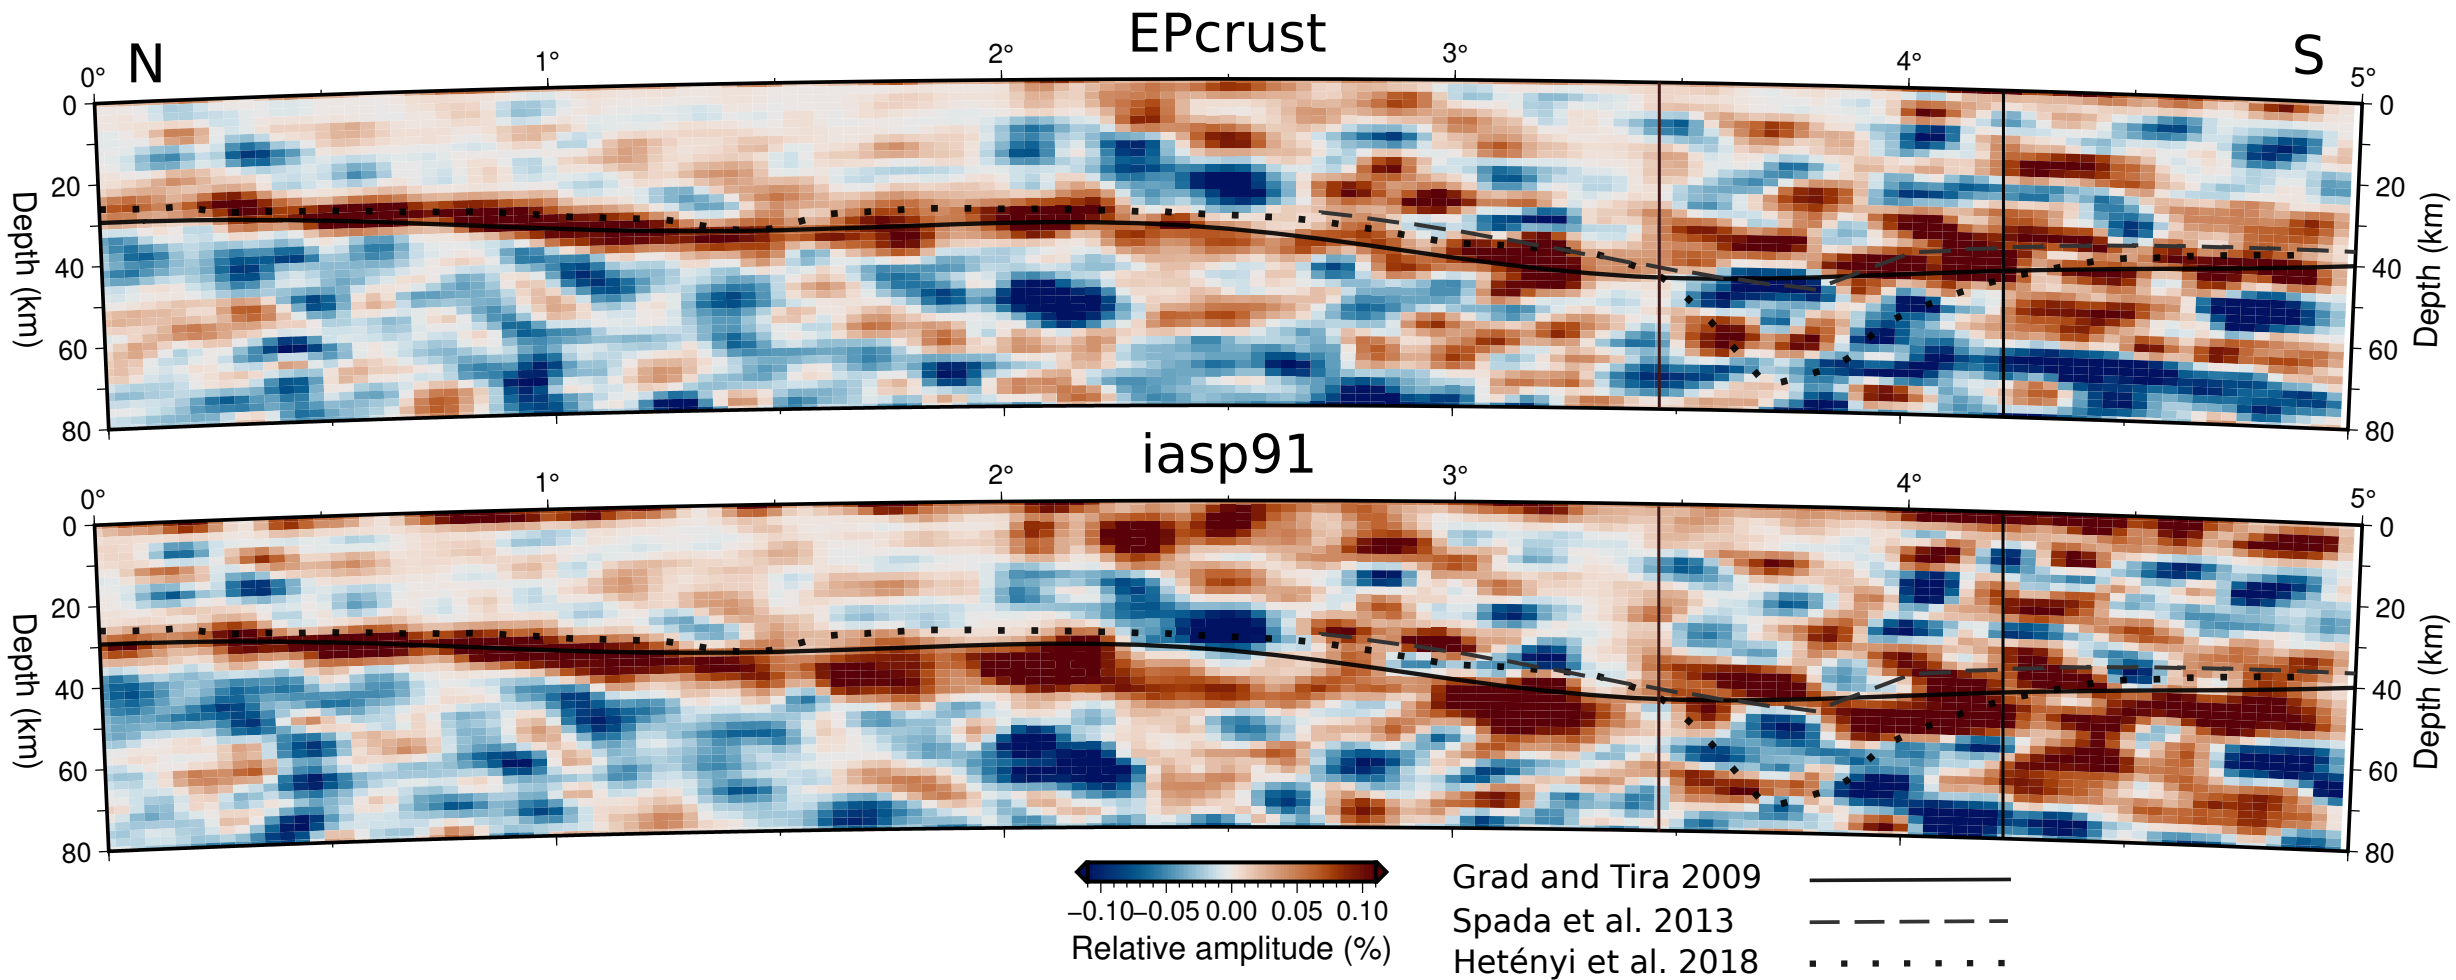 EPcrust
N
S
0° 1° 2° 3° 4° 5°
0 0
20 20
40 40
60 60
80 80
Depth (km)
Depth (km)
iasp91
0° 1° 2° 3° 4° 5°
0 0
20 20
40 40
60 60
80 80
Depth (km)
Depth (km)
−0.10 −0.05 0.00 0.05 0.10
Relative amplitude (%)
Grad and Tira 2009
Spada et al. 2013
Hetényi et al. 2018